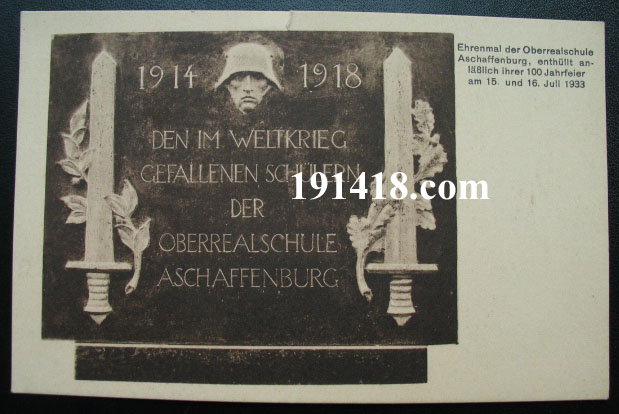 1914 1918
DEN IM WELTKRIEG
GEFALLENEN SCHÜLERN
DER
OBERREALSCHULE
ASCHAFFENBURG
Ehrenmal der Oberrealschule
Aschaffenburg, enthüllt an-
läßlich ihrer 100 Jahrfeier
am 15. und 16. Juli 1933
191418.com